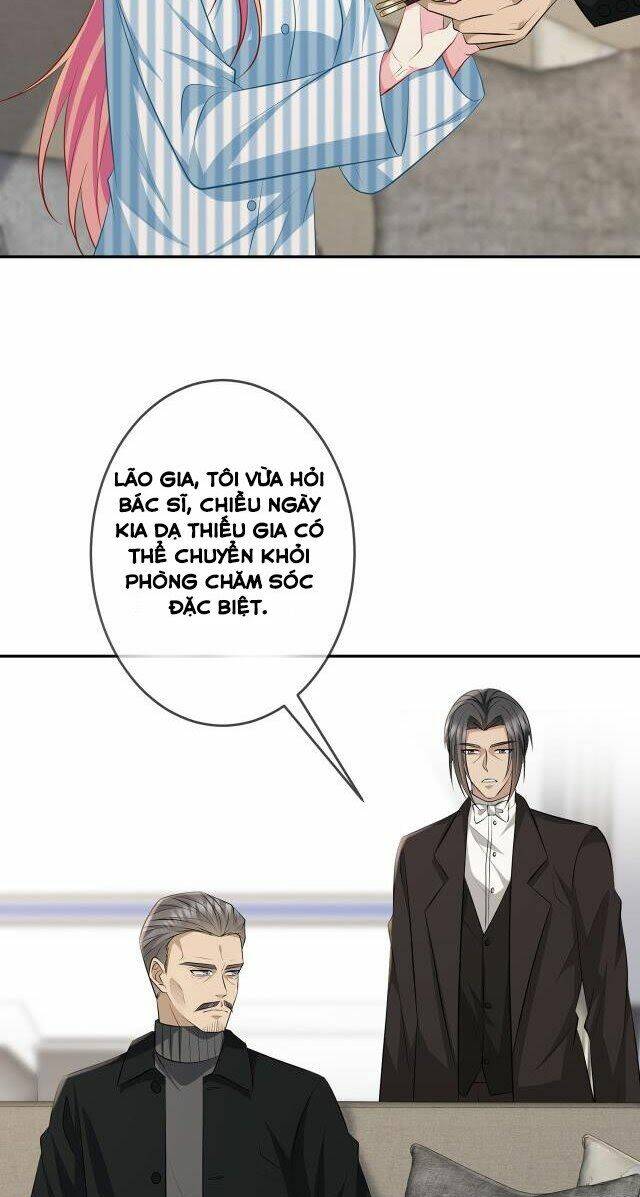 LÃO GIA, TÔI VỪA HỎI
BÁC SĨ, CHIỀU NGÀY
KIA DẠ THIẾU GIA CÓ
THỂ CHUYỂN KHỎI
PHÒNG CHĂM SÓC
ĐẶC BIỆT.